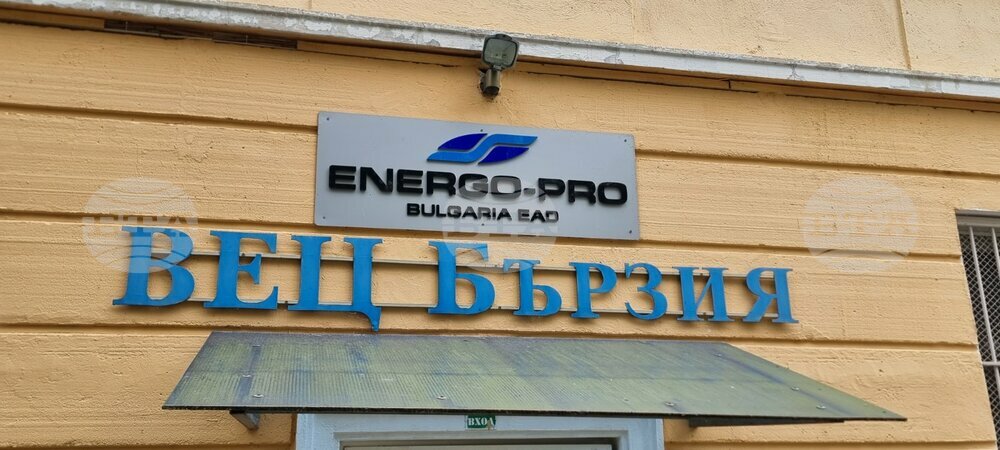 ENERGO-PRO
BULGARIA EAD
ВЕЦ БЪРЗИЯ
ВХОД